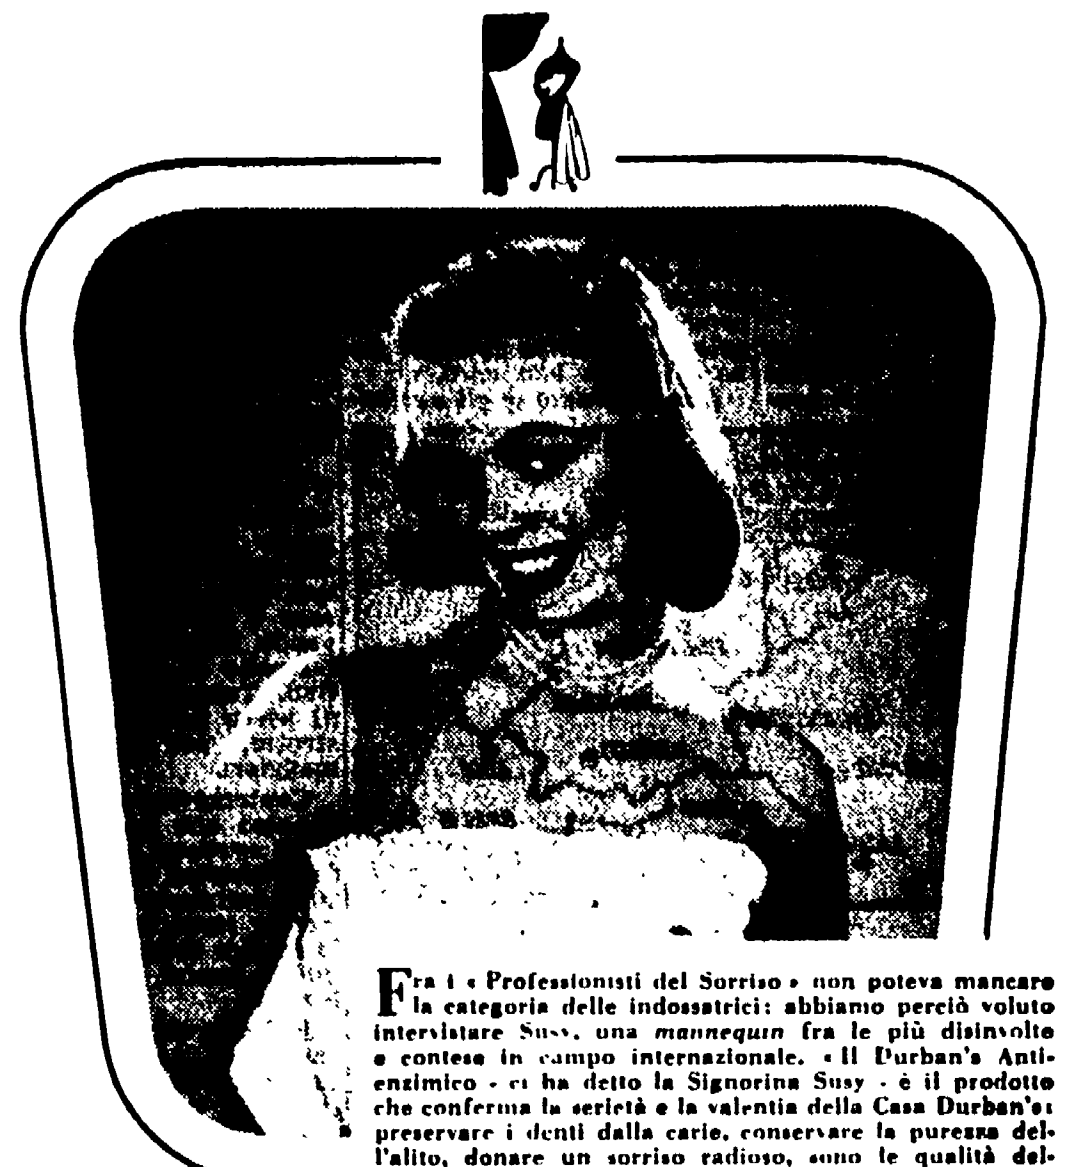 Fra i « Professionisti del Sorriso » non poteva mancare
la categoria delle indossatrici: abbiamo perciò voluto
intervistare Susy, una mannequin fra le più disinvolte
e contese in campo internazionale. « Il Durban's Anti-
enzimico - ci ha detto la Signorina Susy - è il prodotto
che conferma la serietà e la valentia della Casa Durban's:
preservare i denti dalla carie, conservare la purezza del-
l'alito, donare un sorriso radioso, sono le qualità del-